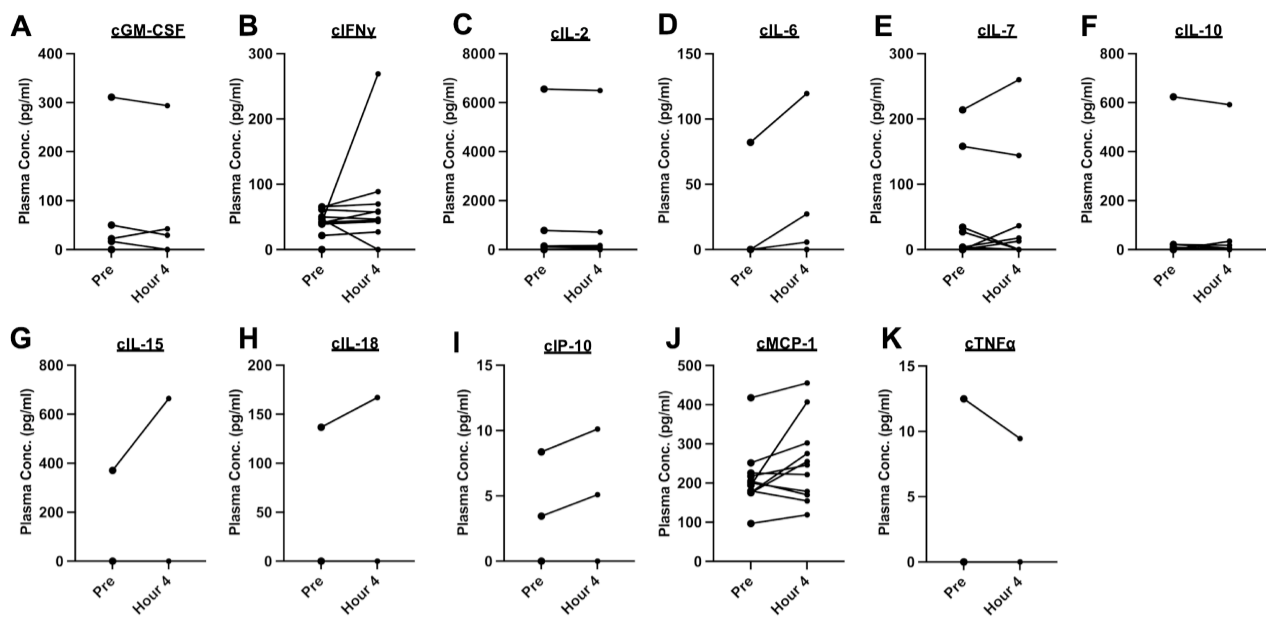 A
cGM-CSF
Plasma Conc. (pg/ml)
400
300
200
100
0
Pre
Hour 4
B
cIFNγ
Plasma Conc. (pg/ml)
300
200
100
0
Pre
Hour 4
C
cIL-2
Plasma Conc. (pg/ml)
8000
6000
4000
2000
0
Pre
Hour 4
D
cIL-6
Plasma Conc. (pg/ml)
150
100
50
0
Pre
Hour 4
E
cIL-7
Plasma Conc. (pg/ml)
300
200
100
0
Pre
Hour 4
F
cIL-10
Plasma Conc. (pg/ml)
800
600
400
200
0
Pre
Hour 4
G
cIL-15
Plasma Conc. (pg/ml)
800
600
400
200
0
Pre
Hour 4
H
cIL-18
Plasma Conc. (pg/ml)
200
150
100
50
0
Pre
Hour 4
I
cIP-10
Plasma Conc. (pg/ml)
15
10
5
0
Pre
Hour 4
J
cMCP-1
Plasma Conc. (pg/ml)
500
400
300
200
100
0
Pre
Hour 4
K
cTNFα
Plasma Conc. (pg/ml)
15
10
5
0
Pre
Hour 4